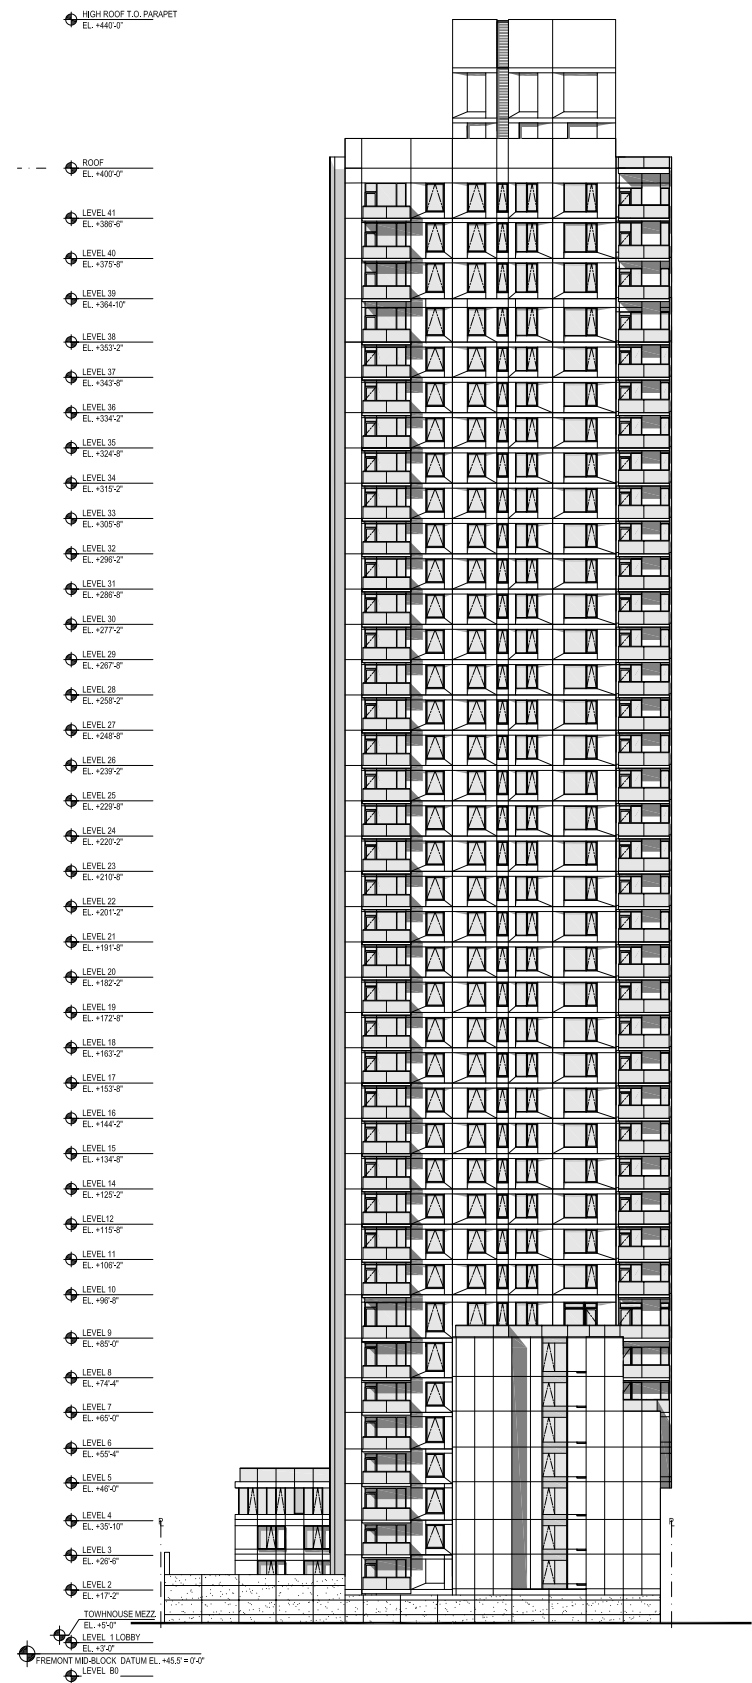 HIGH ROOF T.O. PARAPET
EL. +440'-0"
ROOF
EL. +400'-0"
LEVEL 41
EL. +386'-6"
LEVEL 40
EL. +375'-8"
LEVEL 39
EL. +364-10"
LEVEL 38
EL. +353'-2"
LEVEL 37
EL. +343'-8"
LEVEL 36
EL. +334'-2"
LEVEL 35
EL. +324'-8"
LEVEL 34
EL. +315'-2"
LEVEL 33
EL. +305'-8"
LEVEL 32
EL. +296'-2"
LEVEL 31
EL. +286'-8"
LEVEL 30
EL. +277'-2"
LEVEL 29
EL. +267'-8"
LEVEL 28
EL. +258'-2"
LEVEL 27
EL. +248'-8"
LEVEL 26
EL. +239'-2"
LEVEL 25
EL. +229'-8"
LEVEL 24
EL. +220'-2"
LEVEL 23
EL. +210'-8"
LEVEL 22
EL. +201'-2"
LEVEL 21
EL. +191'-8"
LEVEL 20
EL. +182'-2"
LEVEL 19
EL. +172'-8"
LEVEL 18
EL. +163'-2"
LEVEL 17
EL. +153'-8"
LEVEL 16
EL. +144'-2"
LEVEL 15
EL. +134'-8"
LEVEL 14
EL. +125'-2"
LEVEL12
EL. +115'-8"
LEVEL 11
EL. +106'-2"
LEVEL 10
EL. +96'-8"
LEVEL 9
EL. +85'-0"
LEVEL 8
EL. +74'-4"
LEVEL 7
EL. +65'-0"
LEVEL 6
EL. +55'-4"
LEVEL 5
EL. +46'-0"
LEVEL 4
EL. +35'-10"
LEVEL 3
EL. +26'-6"
LEVEL 2
EL. +17'-2"
TOWHNOUSE MEZZ.
EL. +5'-0"
LEVEL 1 LOBBY
EL. +3'-0"
FREMONT MID-BLOCK DATUM EL. +45.5' = 0'-0"
LEVEL B0